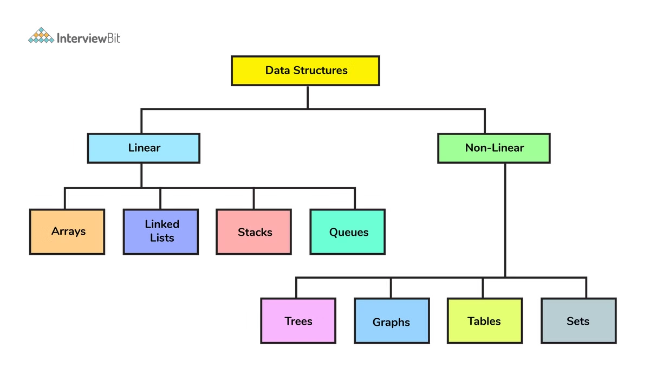 InterviewBit
Data Structures
Linear
Non-Linear
Arrays
Linked
Lists
Stacks
Queues
Trees
Graphs
Tables
Sets